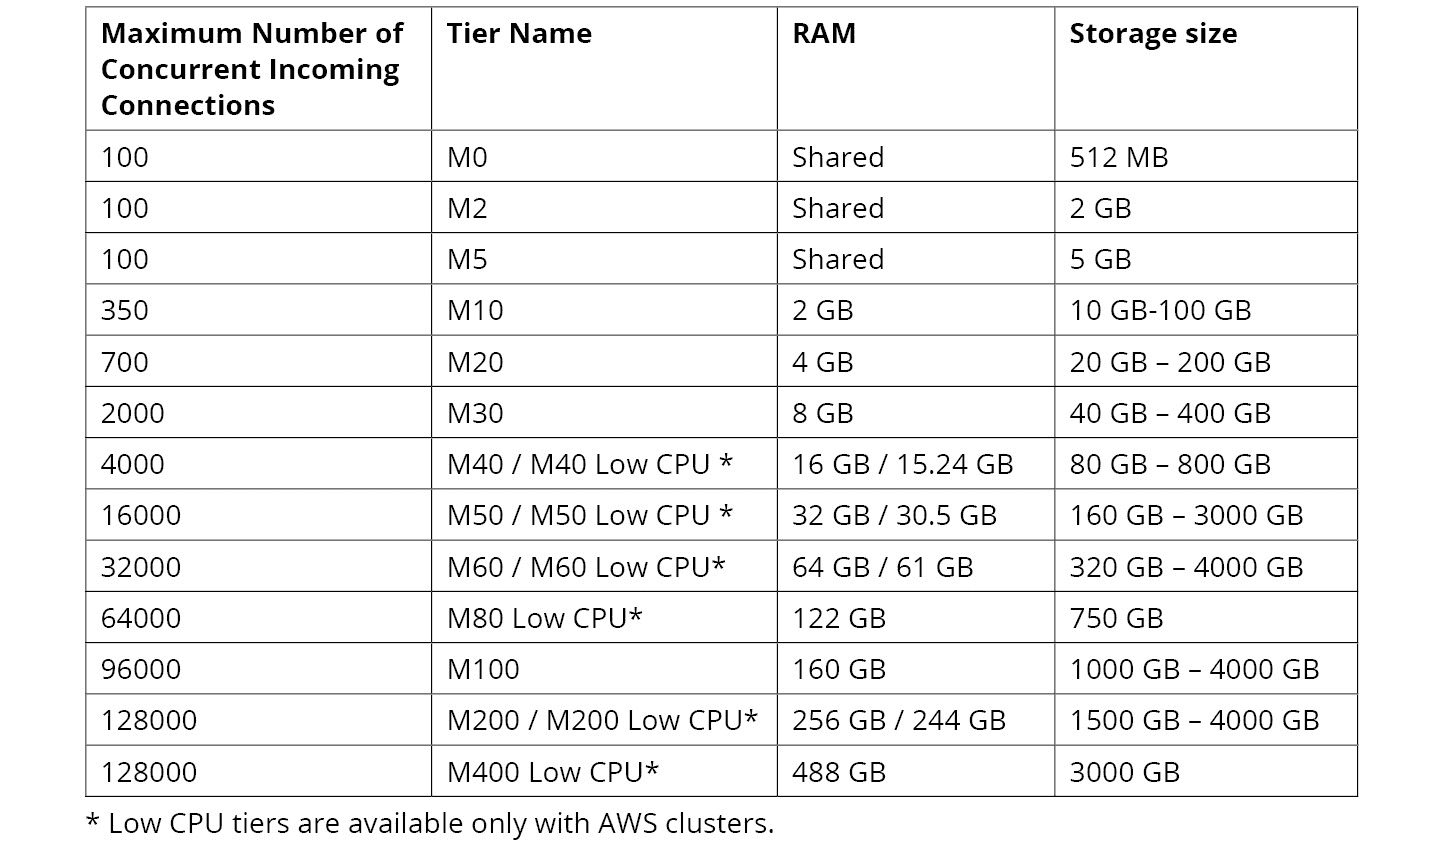 Maximum Number of Concurrent Incoming Connections Tier Name RAM Storage size
100 M0 Shared 512 MB
100 M2 Shared 2 GB
100 M5 Shared 5 GB
350 M10 2 GB 10 GB-100 GB
700 M20 4 GB 20 GB – 200 GB
2000 M30 8 GB 40 GB – 400 GB
4000 M40 / M40 Low CPU * 16 GB / 15.24 GB 80 GB – 800 GB
16000 M50 / M50 Low CPU * 32 GB / 30.5 GB 160 GB – 3000 GB
32000 M60 / M60 Low CPU* 64 GB / 61 GB 320 GB – 4000 GB
64000 M80 Low CPU* 122 GB 750 GB
96000 M100 160 GB 1000 GB – 4000 GB
128000 M200 / M200 Low CPU* 256 GB / 244 GB 1500 GB – 4000 GB
128000 M400 Low CPU* 488 GB 3000 GB
* Low CPU tiers are available only with AWS clusters.